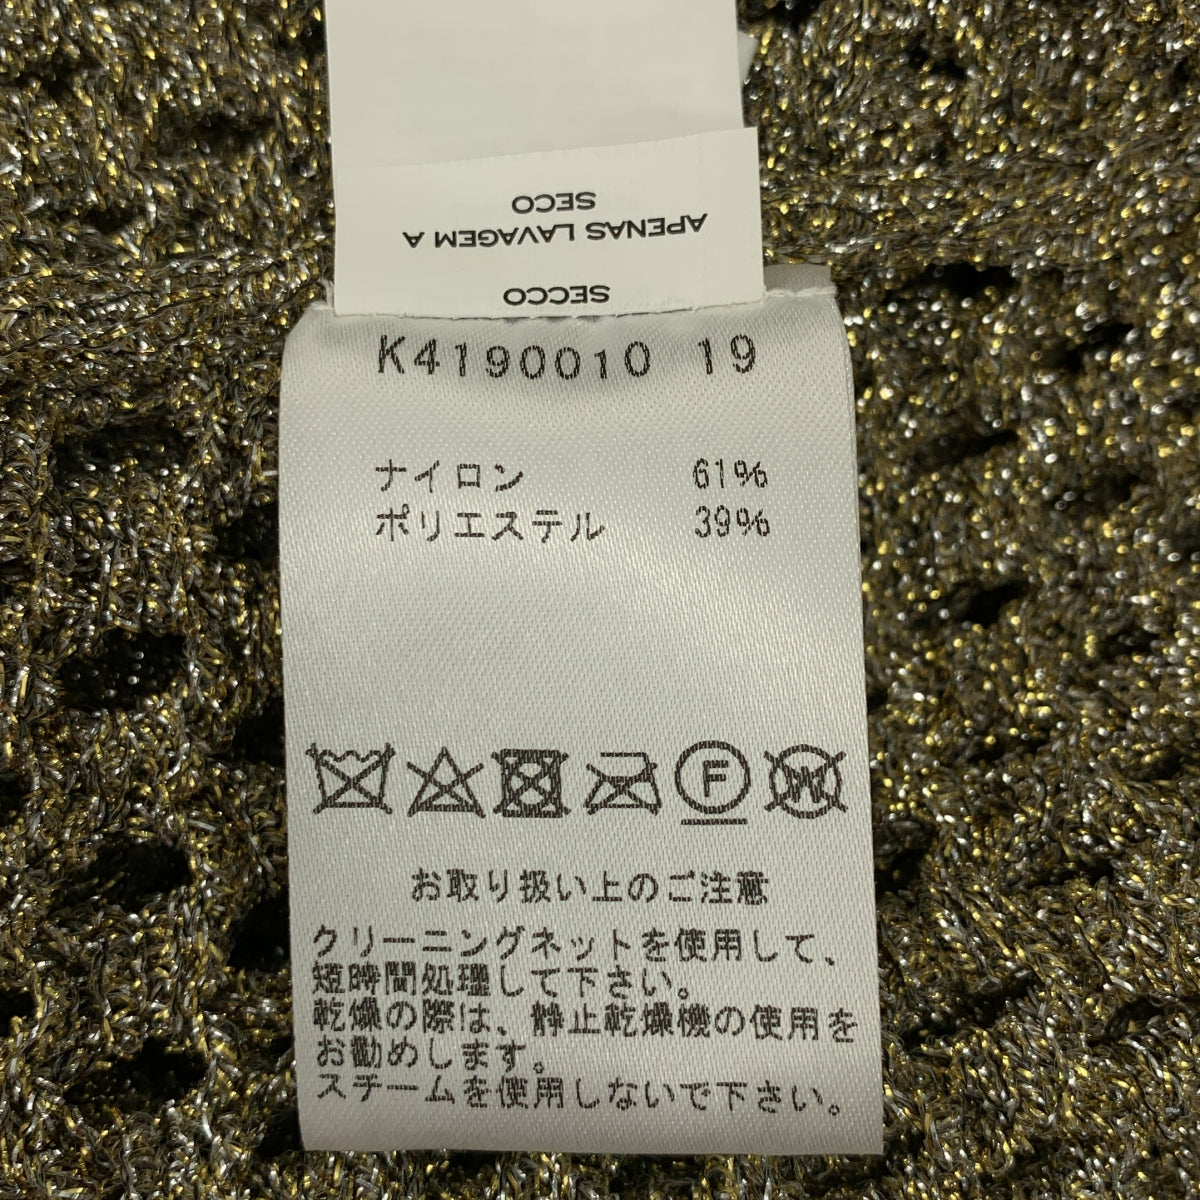 SECCO
APENAS LAVAGEM A
SECO
K4190010 19
ナイロン 61%
ポリエステル 39%
F
W
お取り扱い上のご注意
クリーニングネットを使用して、
短時間処理して下さい。
乾燥の際は、静止乾燥機の使用を
お勧めします。
スチームを使用しないで下さい。